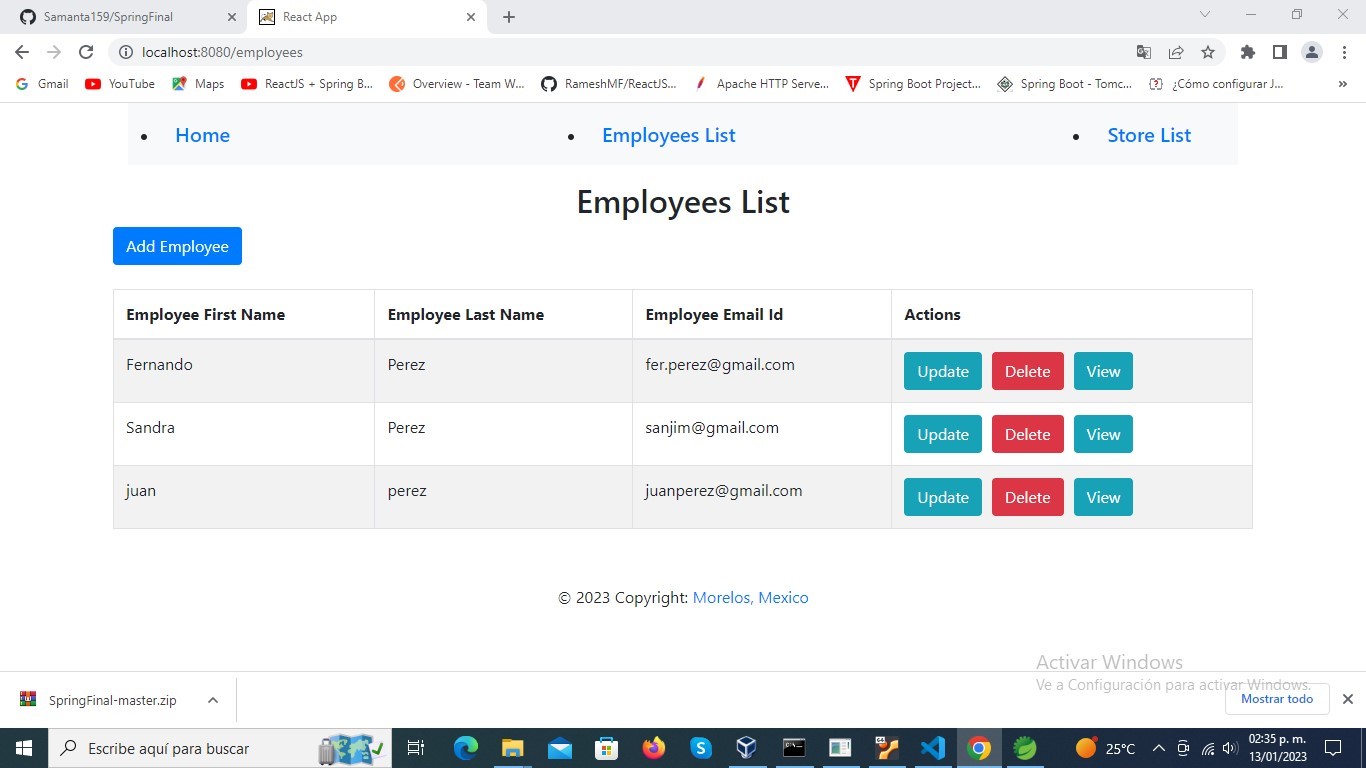 Samanta159/SpringFinal
React App
localhost:8080/employees
Gmail
YouTube
Maps
ReactJS + Spring B...
Overview - Team W...
RameshMF/ReactJS...
Apache HTTP Serve...
Spring Boot Project...
Spring Boot - Tomc...
¿Cómo configurar J...
»
• Home
• Employees List
• Store List
Employees List
Add Employee
Employee First Name Employee Last Name Employee Email Id Actions
Fernando Perez fer.perez@gmail.com Update Delete View
Sandra Perez sanjim@gmail.com Update Delete View
juan perez juanperez@gmail.com Update Delete View
© 2023 Copyright: Morelos, Mexico
Activar Windows
Ve a Configuración para activar Windows.
SpringFinal-master.zip
Mostrar todo
Escribe aquí para buscar
25°C
02:35 p. m.
13/01/2023